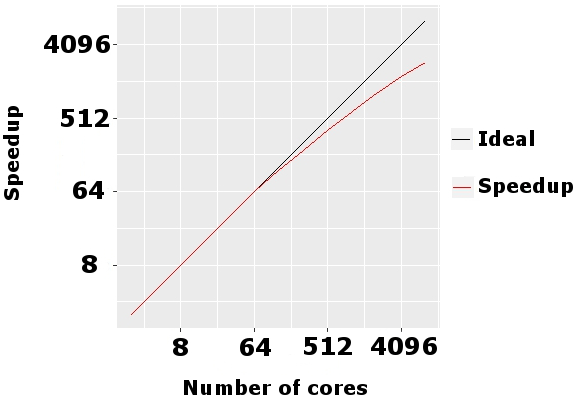 4096
512
64
8
Speedup
8 64 512 4096
Number of cores
Ideal
Speedup